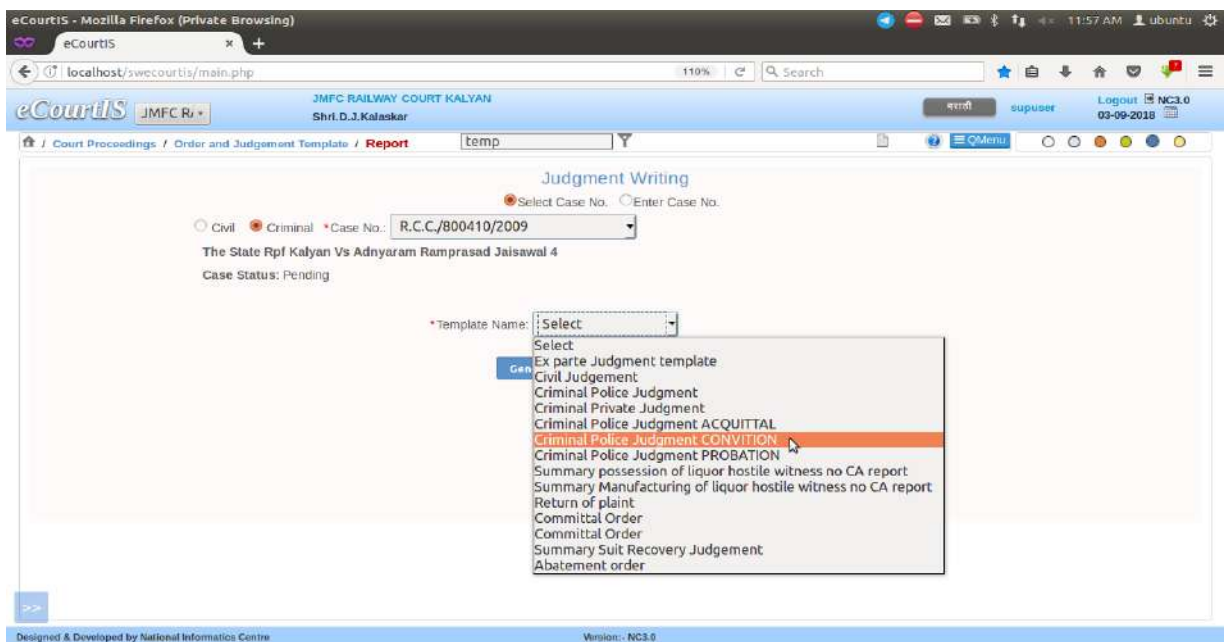 eCourtIS - Mozilla Firefox (Private Browsing)
11:57 AM ubuntu
eCourtIS × +
localhost/swecourtis/main.php 110% Search
eCourtIS JMFC R
JMFC RAILWAY COURT KALYAN
Shri.D.J.Kalaskar
मराठी supuser Logout NC3.0
03-09-2018
/ Court Proceedings / Order and Judgement Template / Report temp QMenu
Judgment Writing
Select Case No. Enter Case No.
Civil Criminal *Case No.: R.C.C./800410/2009
The State Rpf Kalyan Vs Adnyaram Ramprasad Jaisawal 4
Case Status: Pending
*Template Name: Select
Select
Ex parte Judgment template
Gen
Civil Judgement
Criminal Police Judgment
Criminal Private Judgment
Criminal Police Judgment ACQUITTAL
Criminal Police Judgment CONVITION
Criminal Police Judgment PROBATION
Summary possession of liquor hostile witness no CA report
Summary Manufacturing of liquor hostile witness no CA report
Return of plaint
Committal Order
Committal Order
Summary Suit Recovery Judgement
Abatement order
>>
Designed & Developed by National Informatics Centre Version:- NC3.0